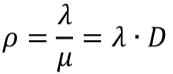 ρ = λ/μ = λ · D